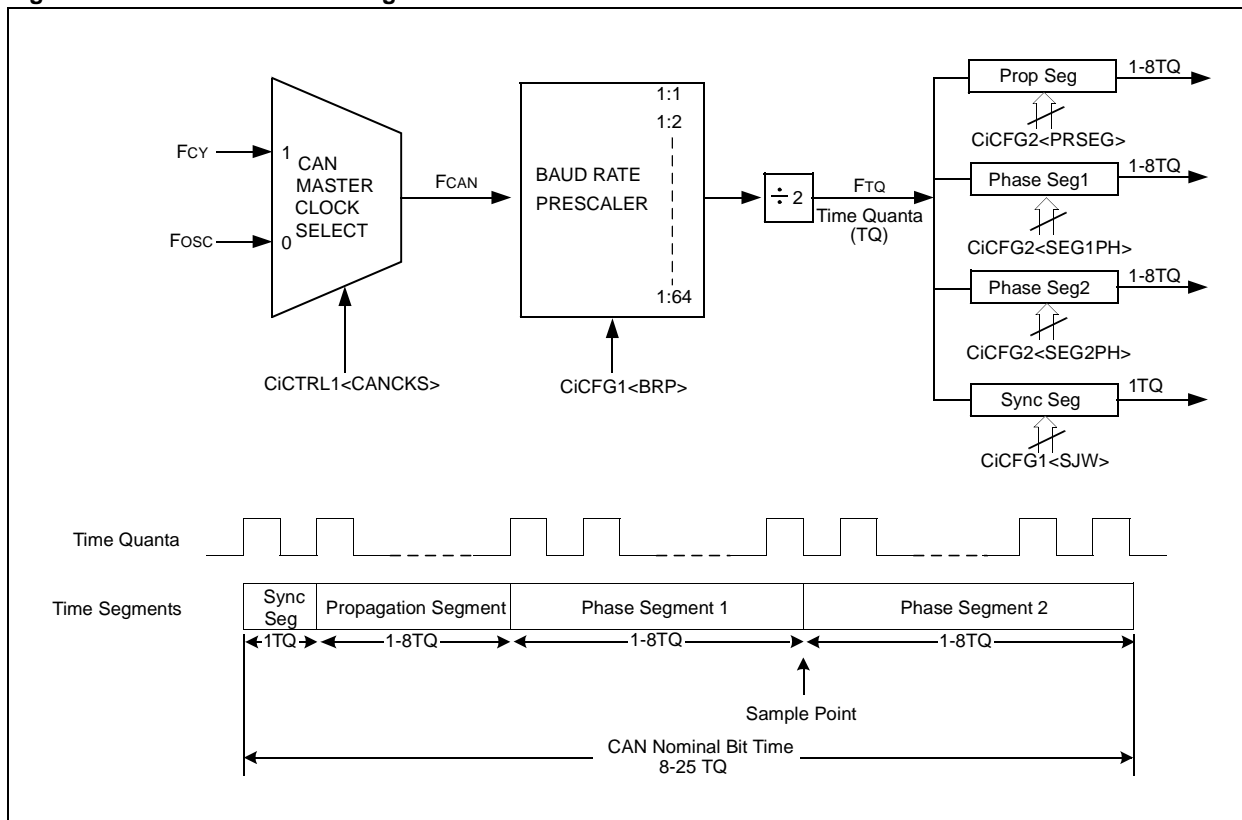 FCY
FOSC
1
0
CAN
MASTER
CLOCK
SELECT
CiCTRL1<CANCKS>
FCAN
BAUD RATE
PRESCALER
1:1
1:2
1:64
CiCFG1<BRP>
÷ 2
FTQ
Time Quanta
(TQ)
Prop Seg
1-8TQ
CiCFG2<PRSEG>
Phase Seg1
1-8TQ
CiCFG2<SEG1PH>
Phase Seg2
1-8TQ
CiCFG2<SEG2PH>
Sync Seg
1TQ
CiCFG1<SJW>
Time Quanta
Time Segments
Sync
Seg
Propagation Segment
Phase Segment 1
Phase Segment 2
1TQ
1-8TQ
1-8TQ
1-8TQ
Sample Point
CAN Nominal Bit Time
8-25 TQ